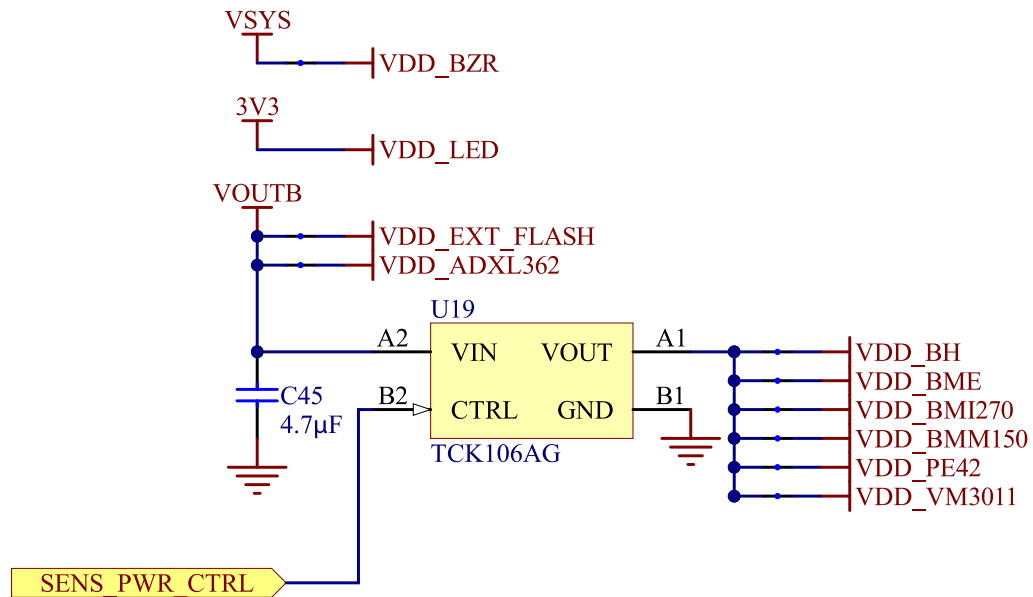 VSYS
VDD_BZR
3V3
VDD_LED
VOUTB
VDD_EXT_FLASH
VDD_ADXL362
U19
A2 VIN VOUT A1
VDD_BH
VDD_BME
C45
B2 CTRL GND B1
VDD_BMI270
4.7µF
VDD_BMM150
TCK106AG
VDD_PE42
VDD_VM3011
SENS_PWR_CTRL